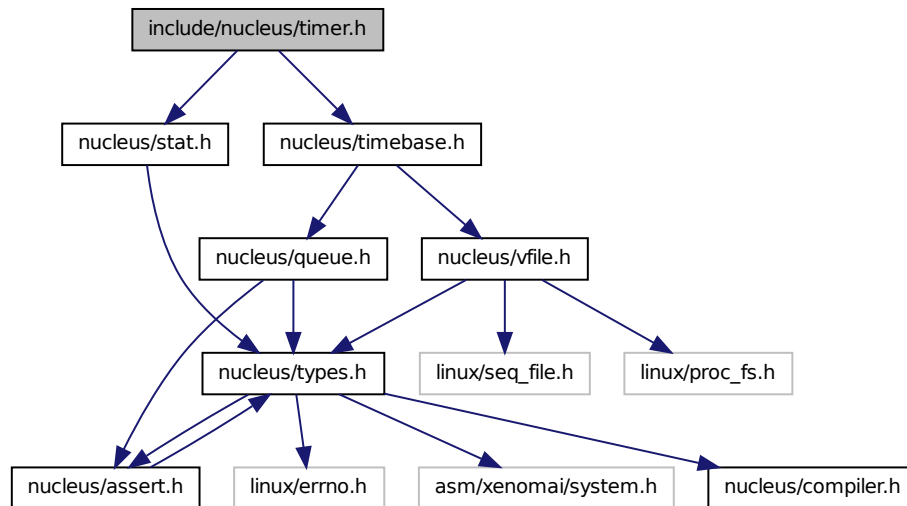 include/nucleus/timer.h
nucleus/stat.h
nucleus/timebase.h
nucleus/queue.h
nucleus/vfile.h
nucleus/types.h
linux/seq_file.h
linux/proc_fs.h
nucleus/assert.h
linux/errno.h
asm/xenomai/system.h
nucleus/compiler.h